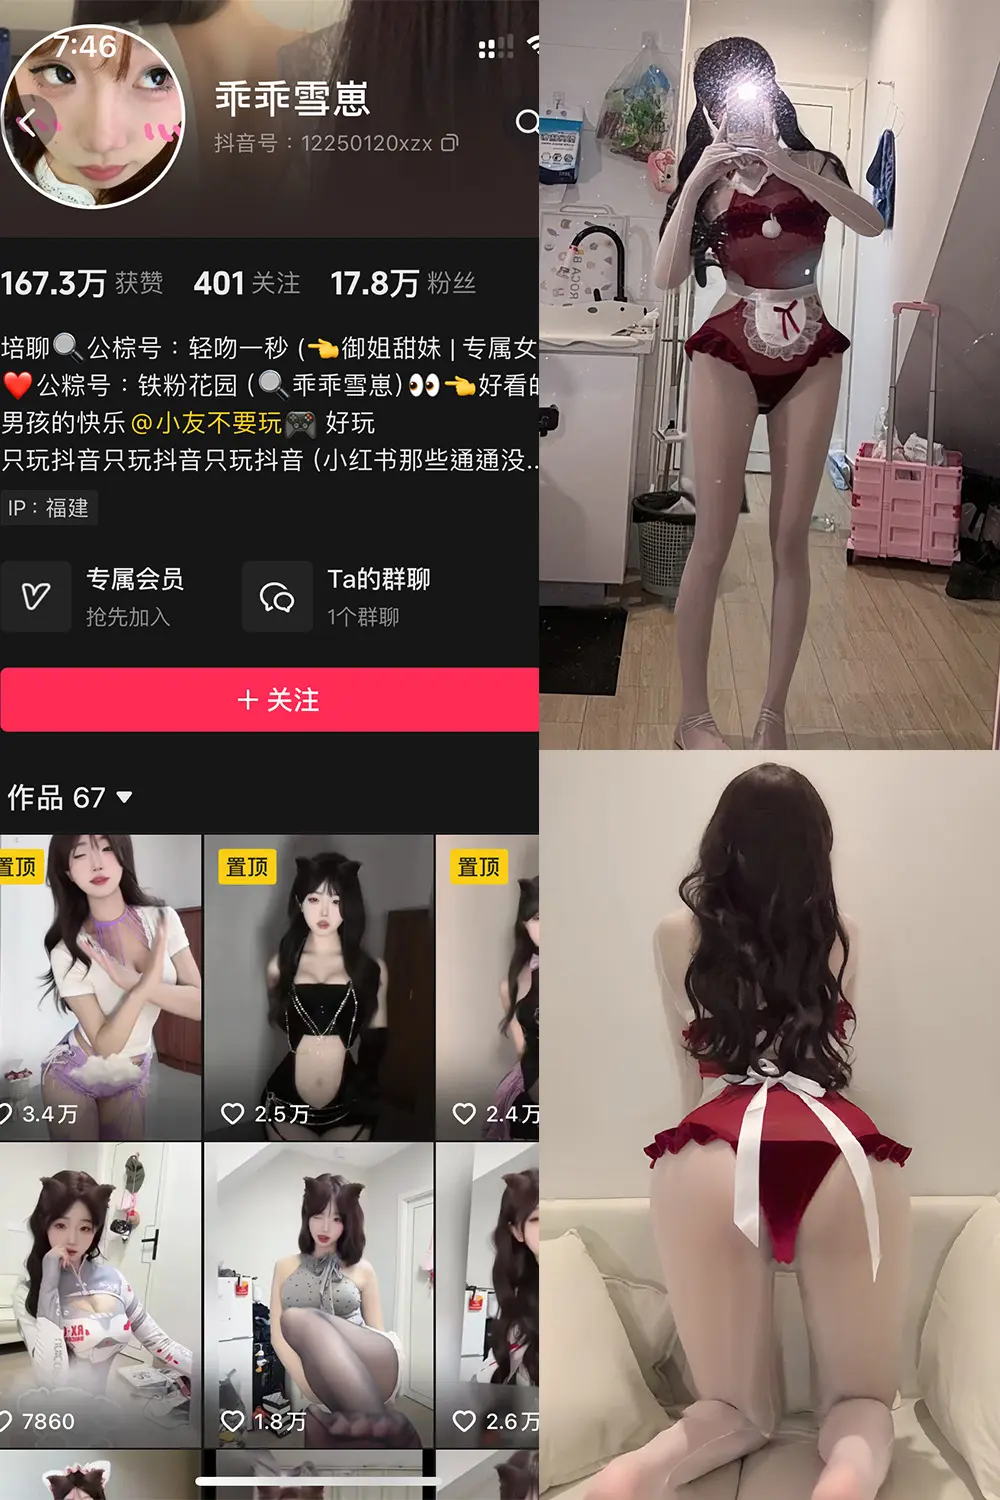 7:46
乖乖雪崽
抖音号：12250120xzx
167.3万 获赞 401 关注 17.8万 粉丝
培聊🔍公棕号：轻吻一秒 (👈御姐甜妹 | 专属女
❤️公粽号：铁粉花园 (🔍乖乖雪崽)👀👈好看的
男孩的快乐 @小友不要玩🎮 好玩
只玩抖音只玩抖音只玩抖音 (小红书那些通通没...
IP：福建
专属会员
抢先加入
Ta的群聊
1个群聊
+ 关注
作品 67
置顶
置顶
置顶
3.4万
2.5万
2.4万
7860
1.8万
2.6万